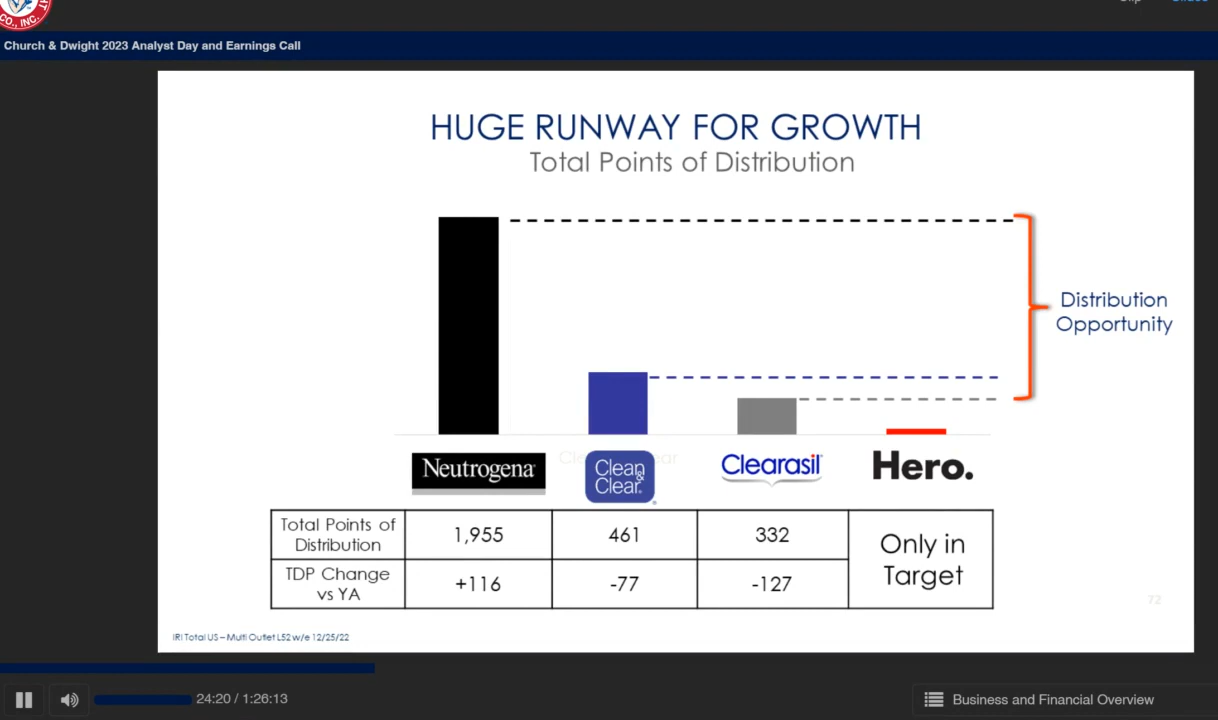 CO., INC.
Church & Dwight 2023 Analyst Day and Earnings Call
HUGE RUNWAY FOR GROWTH
Total Points of Distribution
Distribution
Opportunity
Neutrogena
Clean &
Clear
Clearasil
Hero.
Total Points of
Distribution
1,955
461
332
Only in
Target
TDP Change
vs YA
+116
-77
-127
72
IRI Total US – Multi Outlet L52 w/e 12/25/22
24:20 / 1:26:13
Business and Financial Overview